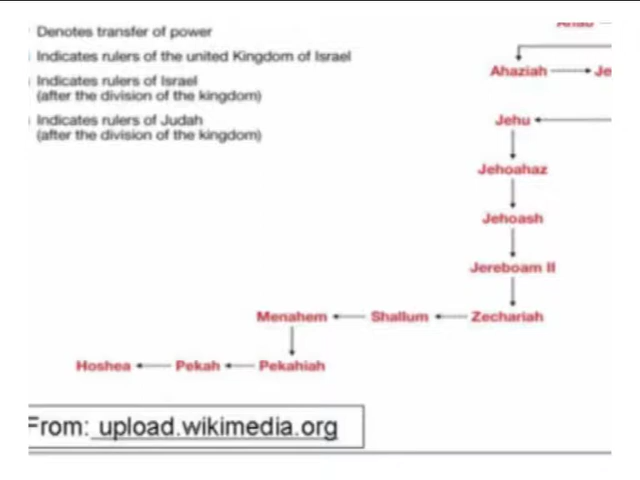 Denotes transfer of power
Indicates rulers of the united Kingdom of Israel
Indicates rulers of Israel
(after the division of the kingdom)
Indicates rulers of Judah
(after the division of the kingdom)
Ahaziah Je
Jehu
Jehoahaz
Jehoash
Jereboam II
Menahem Shallum Zechariah
Hoshea Pekah Pekahiah
From: upload.wikimedia.org